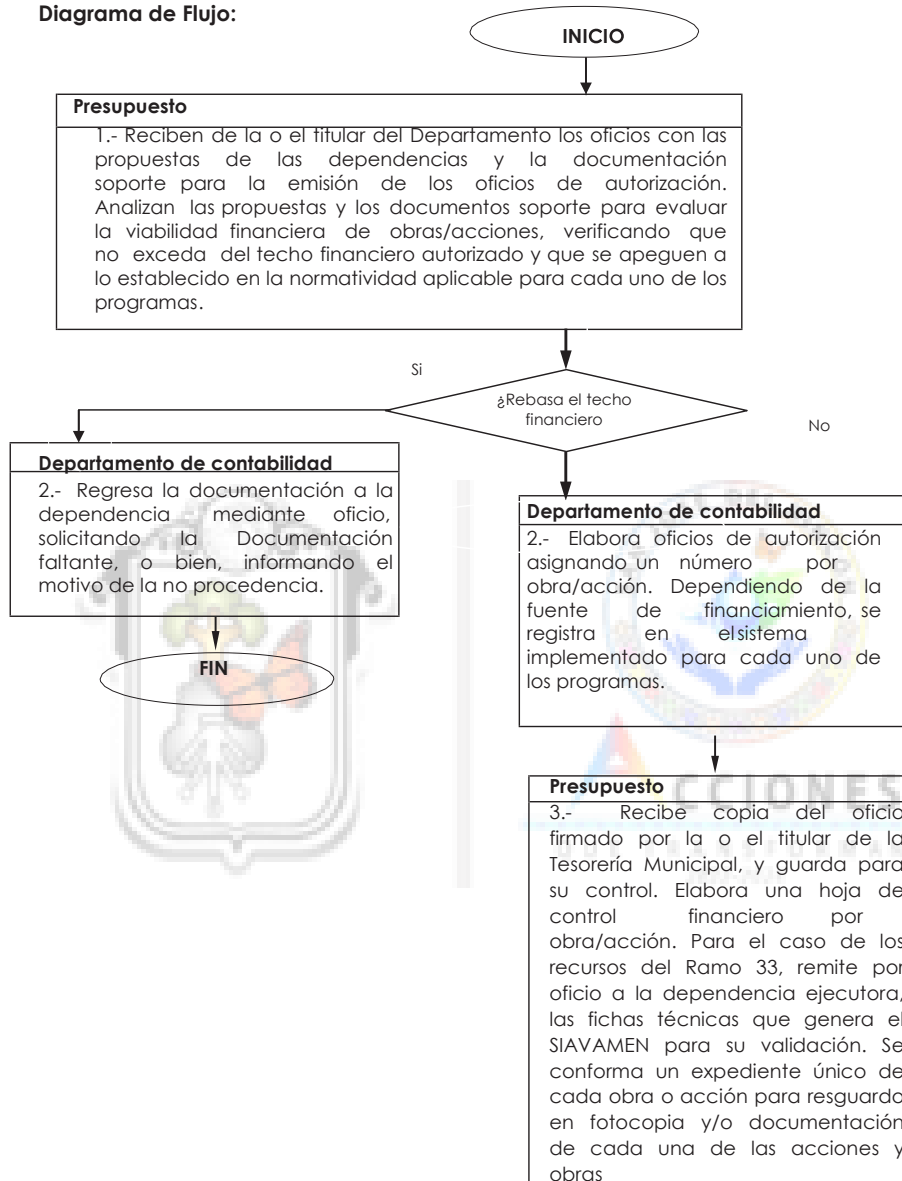 Diagrama de Flujo:
INICIO
Presupuesto
1.- Reciben de la o el titular del Departamento los oficios con las
propuestas de las dependencias y la documentación
soporte para la emisión de los oficios de autorización.
Analizan las propuestas y los documentos soporte para evaluar
la viabilidad financiera de obras/acciones, verificando que
no exceda del techo financiero autorizado y que se apeguen a
lo establecido en la normatividad aplicable para cada uno de los
programas.
Si
¿Rebasa el techo
financiero
No
Departamento de contabilidad
2.- Regresa la documentación a la
dependencia mediante oficio,
solicitando la Documentación
faltante, o bien, informando el
motivo de la no procedencia.
FIN
Departamento de contabilidad
2.- Elabora oficios de autorización
asignando un número por
obra/acción. Dependiendo de la
fuente de financiamiento, se
registra en elsistema
implementado para cada uno de
los programas.
CCIONES
Presupuesto
3.- Recibe copia del oficio
firmado por la o el titular de la
Tesorería Municipal, y guarda para
su control. Elabora una hoja de
control financiero por
obra/acción. Para el caso de los
recursos del Ramo 33, remite por
oficio a la dependencia ejecutora,
las fichas técnicas que genera el
SIAVAMEN para su validación. Se
conforma un expediente único de
cada obra o acción para resguardo
en fotocopia y/o documentación
de cada una de las acciones y
obras